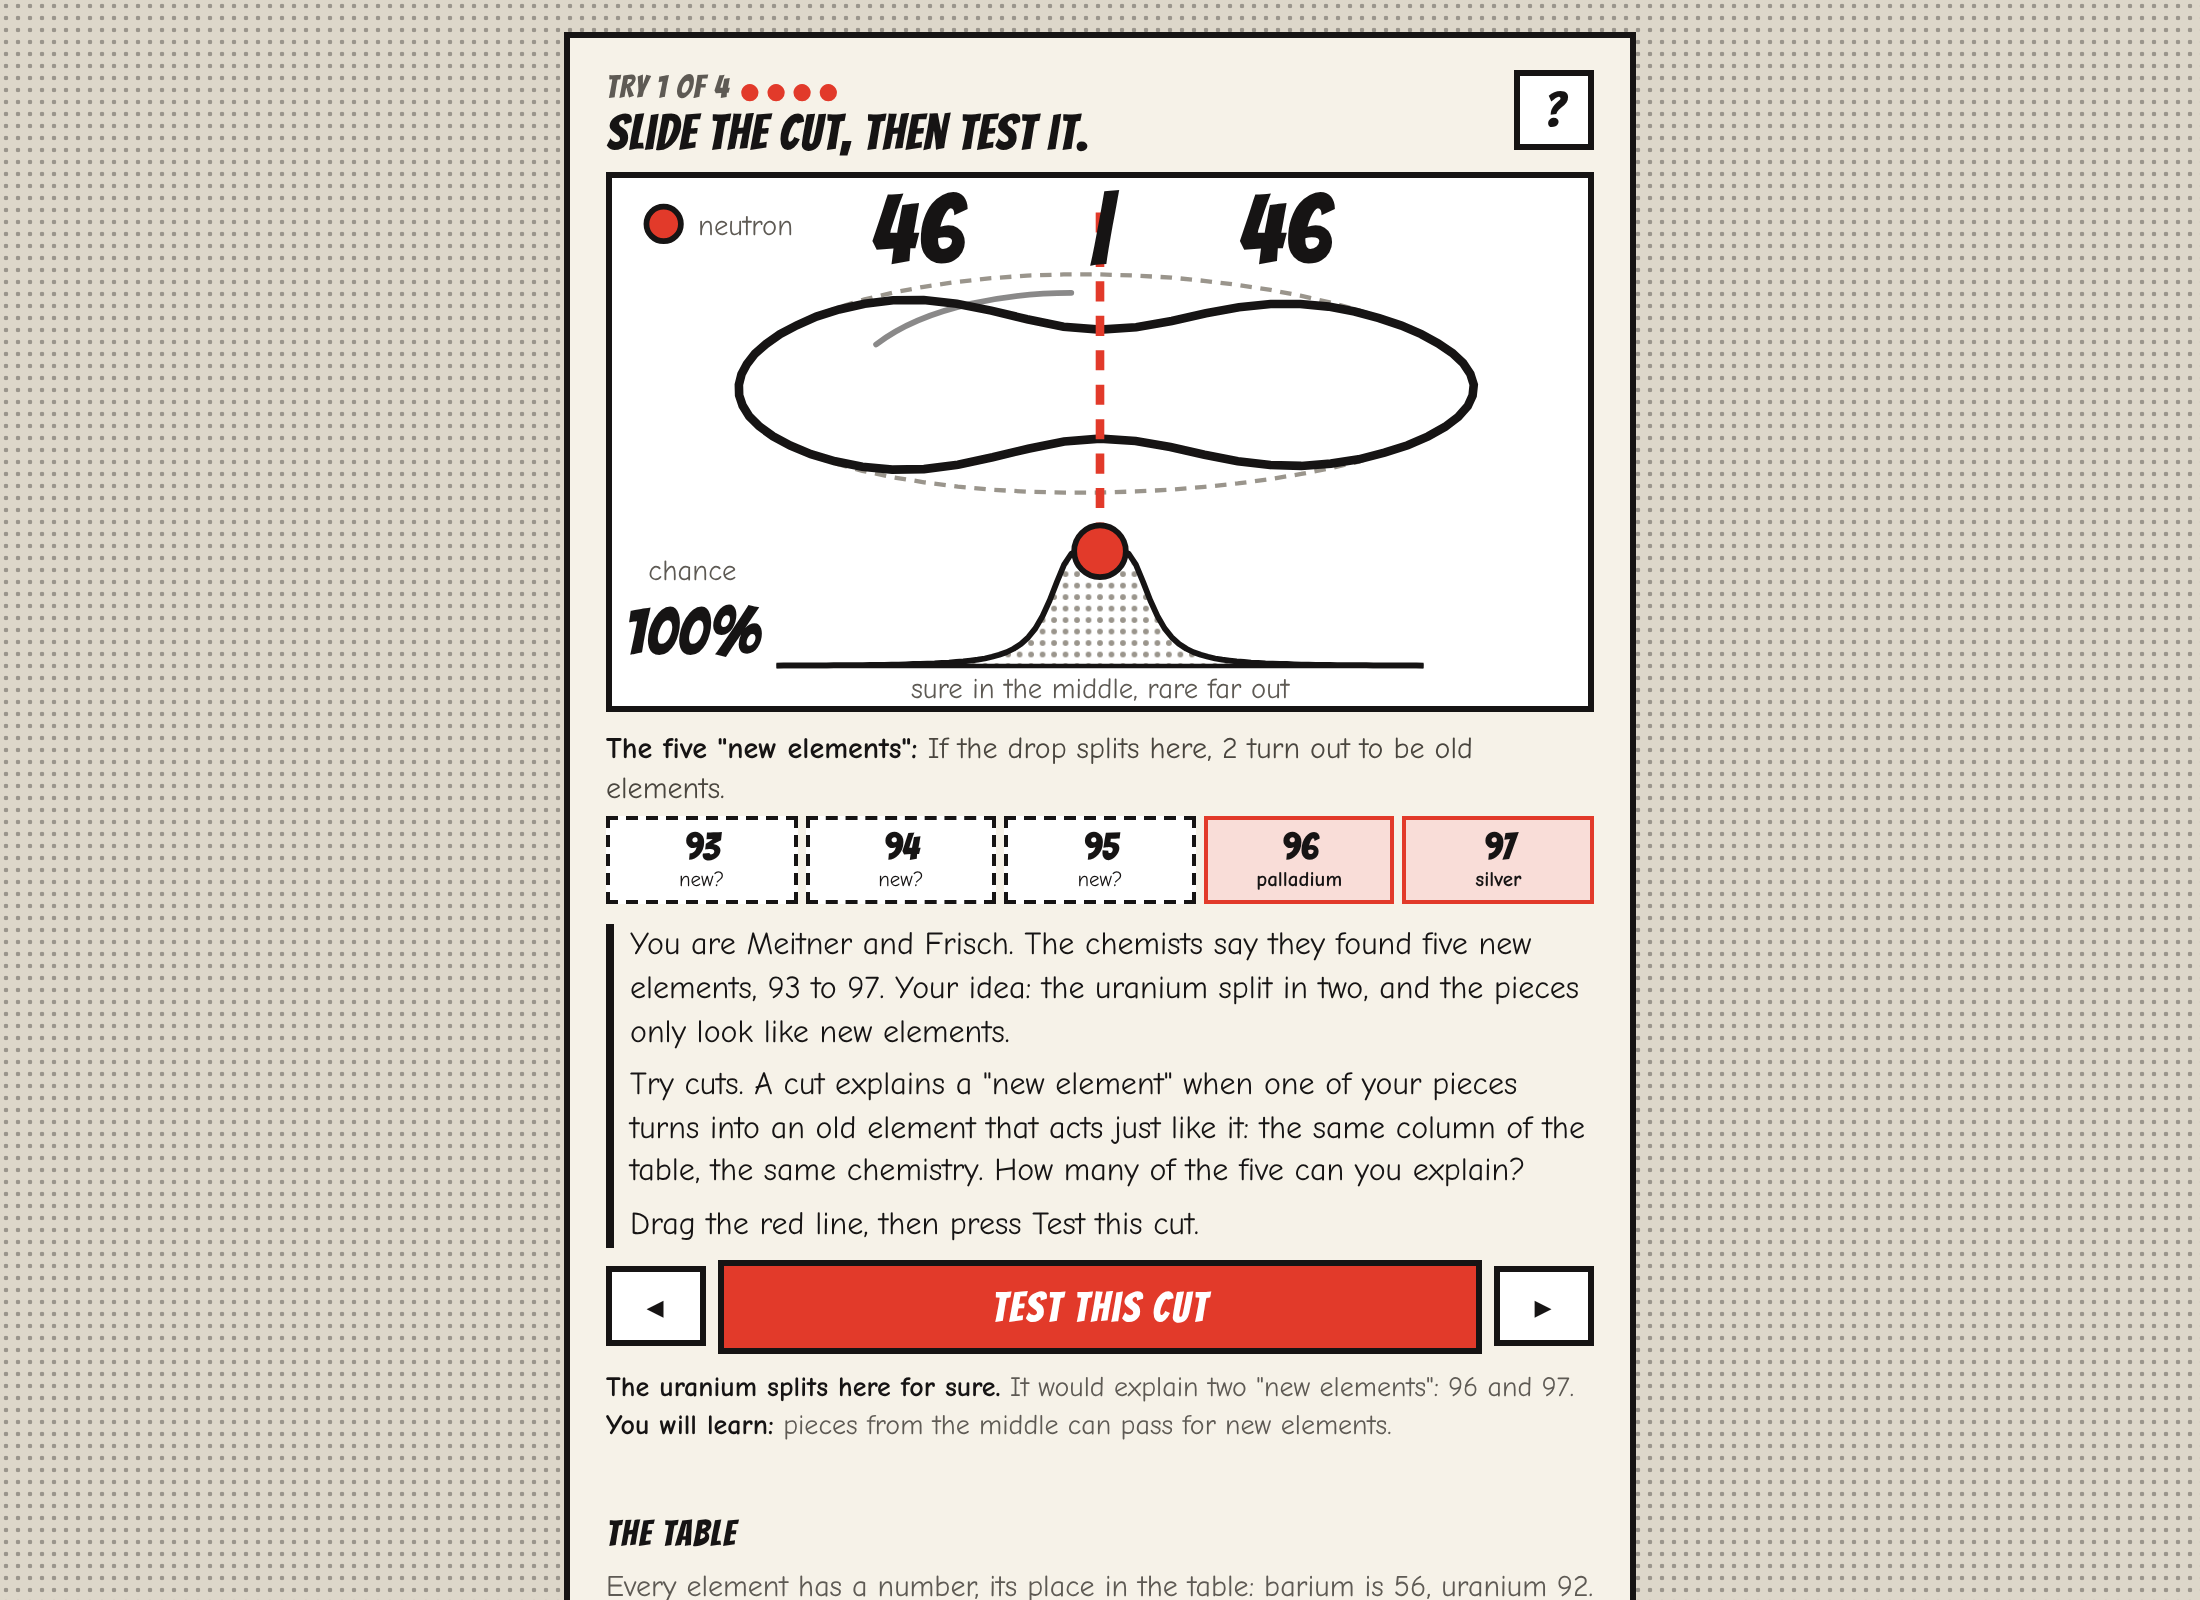 TRY 1 OF 4
SLIDE THE CUT, THEN TEST IT.
?
neutron
46 / 46
chance
100%
sure in the middle, rare far out
The five "new elements": If the drop splits here, 2 turn out to be old
elements.
93 94 95 96 97
new? new? new? palladium silver
You are Meitner and Frisch. The chemists say they found five new
elements, 93 to 97. Your idea: the uranium split in two, and the pieces
only look like new elements.
Try cuts. A cut explains a "new element" when one of your pieces
turns into an old element that acts just like it: the same column of the
table, the same chemistry. How many of the five can you explain?
Drag the red line, then press Test this cut.
◄ TEST THIS CUT ►
The uranium splits here for sure. It would explain two "new elements": 96 and 97.
You will learn: pieces from the middle can pass for new elements.
THE TABLE
Every element has a number, its place in the table: barium is 56, uranium 92.